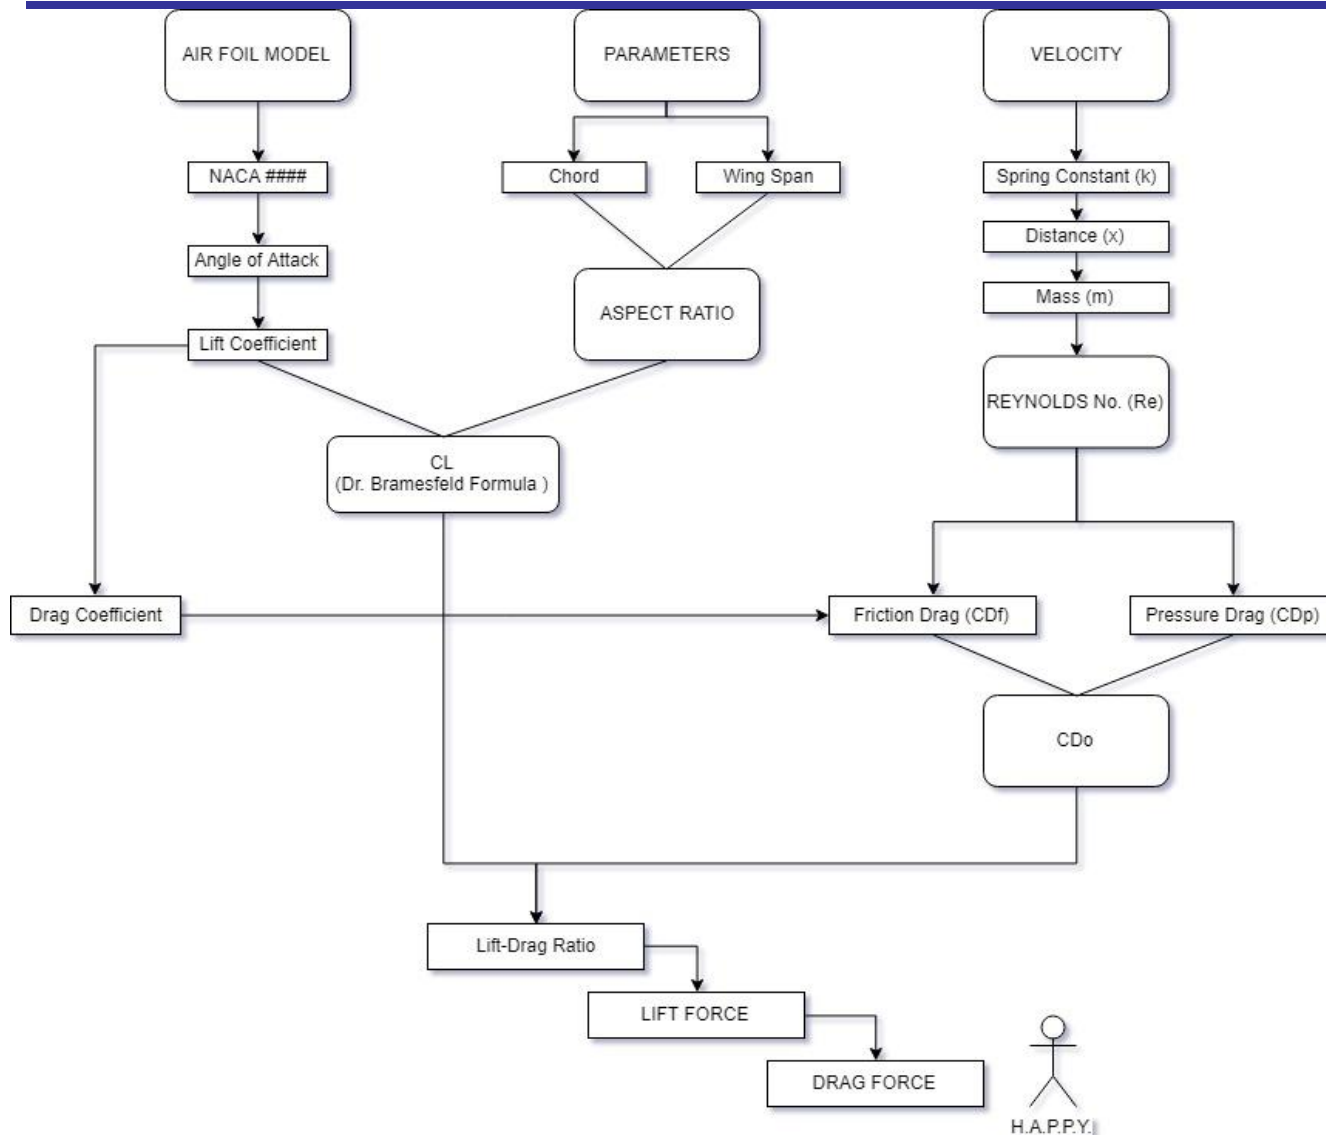 AIR FOIL MODEL
PARAMETERS
VELOCITY
NACA ####
Chord
Wing Span
Spring Constant (k)
Distance (x)
Angle of Attack
Mass (m)
ASPECT RATIO
Lift Coefficient
REYNOLDS No. (Re)
CL
(Dr. Bramesfeld Formula )
Drag Coefficient
Friction Drag (CDf)
Pressure Drag (CDp)
CDo
Lift-Drag Ratio
LIFT FORCE
DRAG FORCE
H.A.P.P.Y.